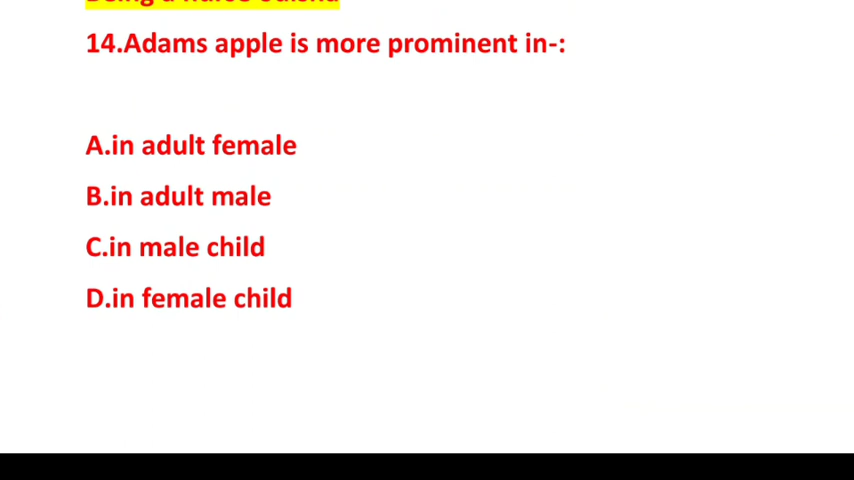 14.Adams apple is more prominent in-:
A.in adult female
B.in adult male
C.in male child
D.in female child